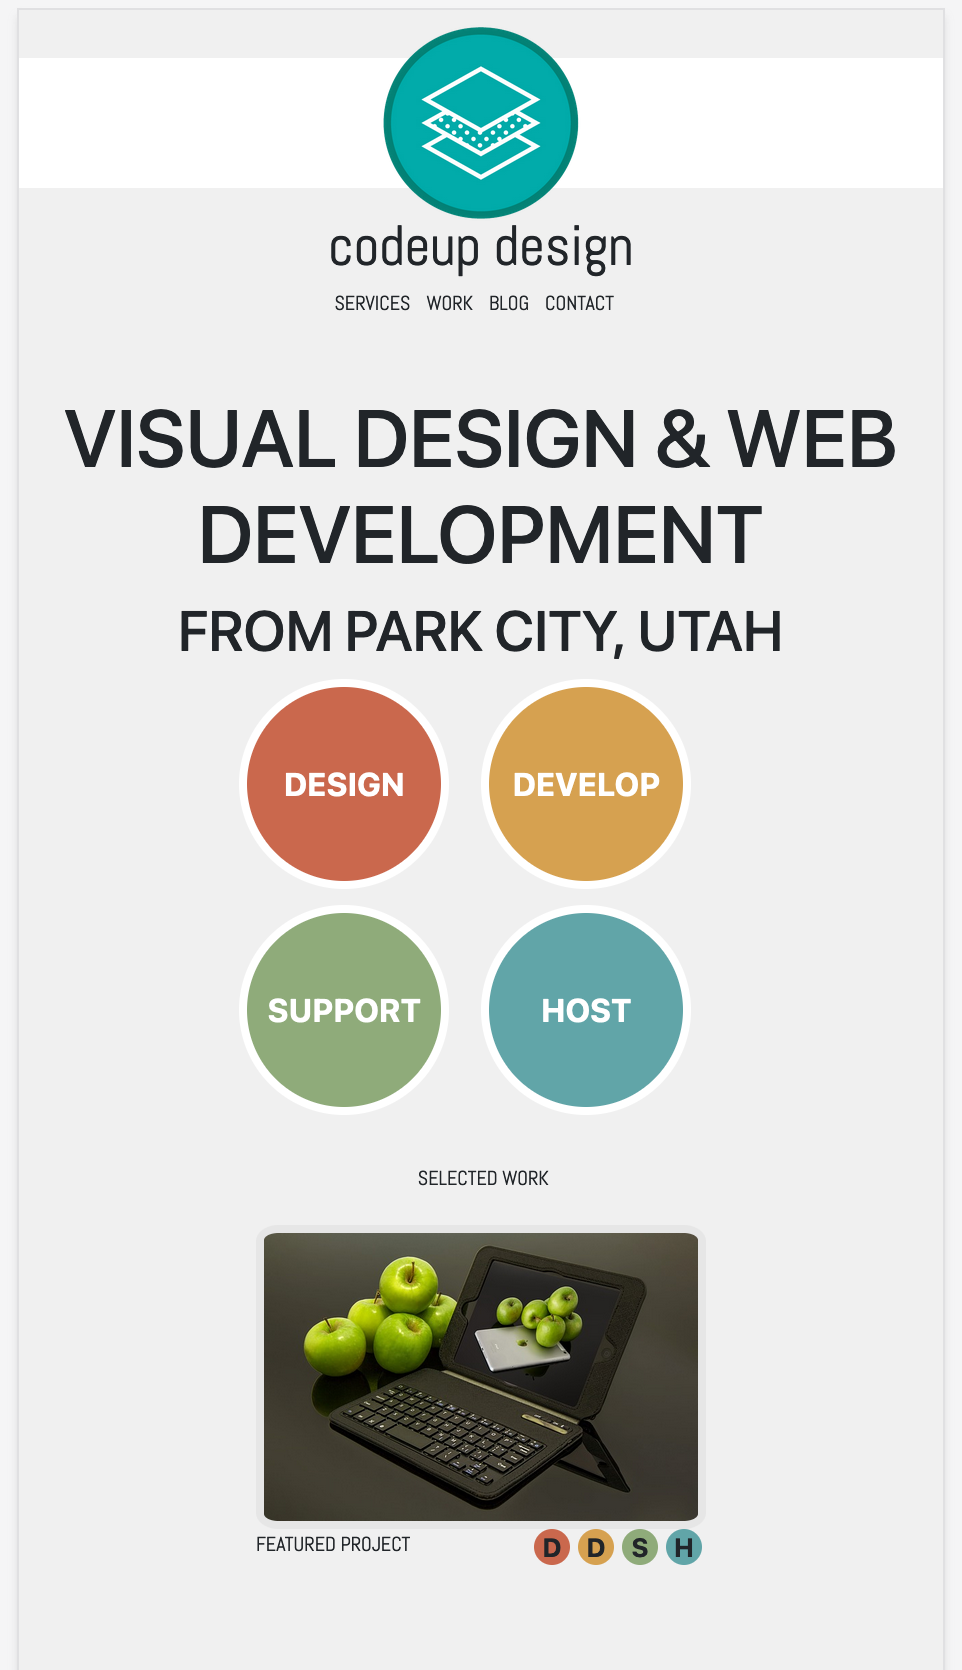 codeup design
SERVICES WORK BLOG CONTACT
VISUAL DESIGN & WEB
DEVELOPMENT
FROM PARK CITY, UTAH
DESIGN DEVELOP
SUPPORT HOST
SELECTED WORK
FEATURED PROJECT D D S H